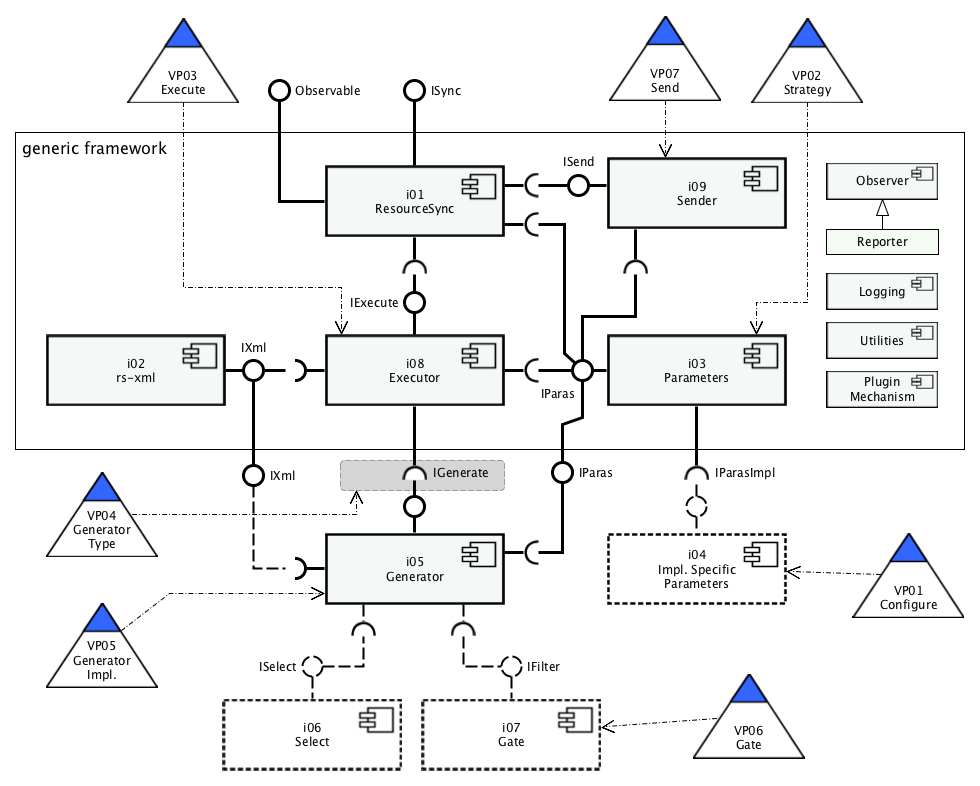 VP03
Execute
Observable
ISync
VP07
Send
VP02
Strategy
generic framework
i01
ResourceSync
ISend
i09
Sender
Observer
Reporter
Logging
Utilities
Plugin
Mechanism
IExecute
IXml
i02
rs-xml
i08
Executor
IParas
i03
Parameters
IXml
IGenerate
IParas
IParasImpl
VP04
Generator
Type
i05
Generator
i04
Impl. Specific
Parameters
VP01
Configure
VP05
Generator
Impl.
ISelect
IFilter
i06
Select
i07
Gate
VP06
Gate